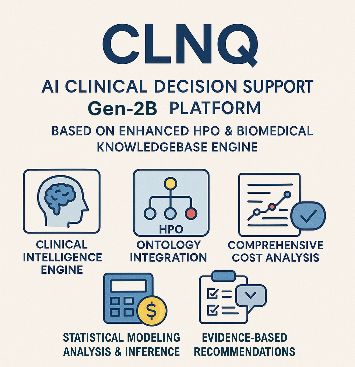 CLNQ
AI CLINICAL DECISION SUPPORT
Gen-2B PLATFORM
BASED ON ENHANCED HPO & BIOMEDICAL
KNOWLEDGEBASE ENGINE
CLINICAL
INTELLIGENCE
ENGINE
HPO
ONTOLOGY
INTEGRATION
COMPREHENSIVE
COST ANALYSIS
$
STATISTICAL MODELING
ANALYSIS & INFERENCE
EVIDENCE-BASED
RECOMMENDATIONS